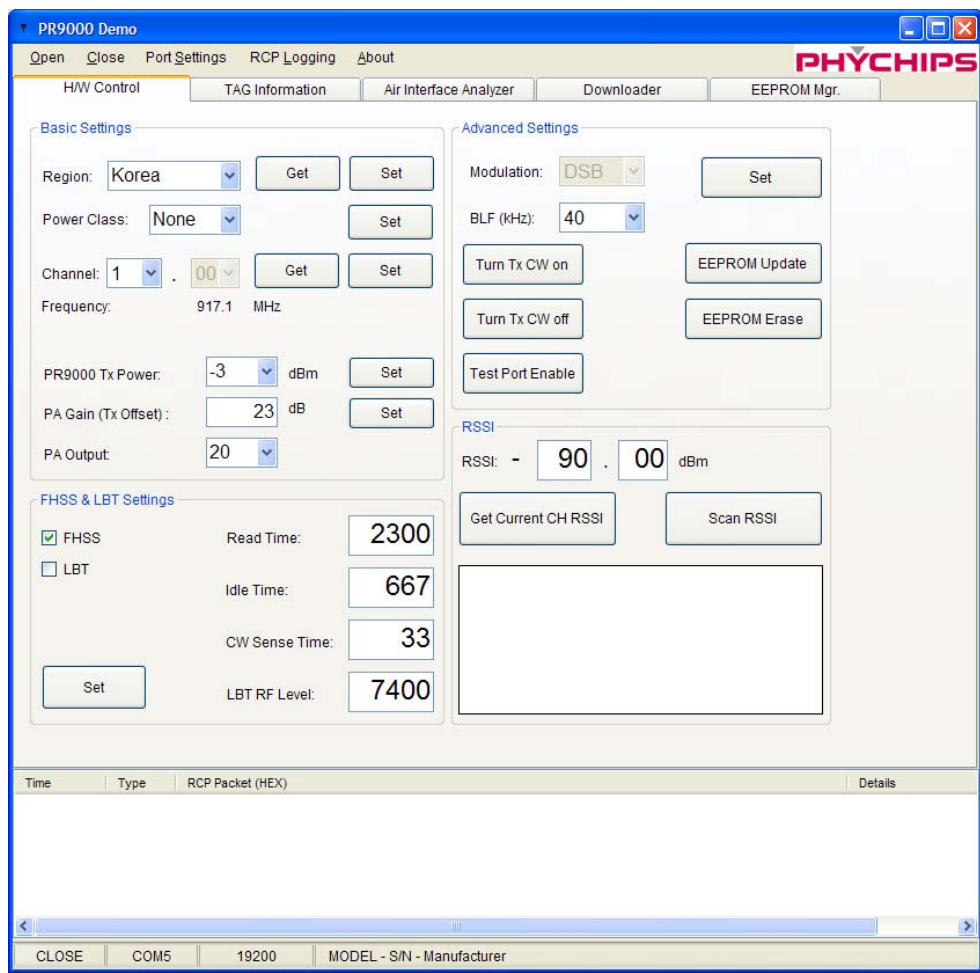 PR9000 Demo
Open Close Port Settings RCP Logging About
PHYCHIPS
H/W Control TAG Information Air Interface Analyzer Downloader EEPROM Mgr.
Basic Settings
Region: Korea Get Set
Power Class: None Set
Channel: 1 . 00 Get Set
Frequency: 917.1 MHz
PR9000 Tx Power: -3 dBm Set
PA Gain (Tx Offset) : 23 dB Set
PA Output: 20
FHSS & LBT Settings
FHSS
LBT
Read Time: 2300
Idle Time: 667
CW Sense Time: 33
LBT RF Level: 7400
Set
Advanced Settings
Modulation: DSB Set
BLF (kHz): 40
Turn Tx CW on EEPROM Update
Turn Tx CW off EEPROM Erase
Test Port Enable
RSSI
RSSI: - 90 . 00 dBm
Get Current CH RSSI Scan RSSI
Time Type RCP Packet (HEX) Details
CLOSE COM5 19200 MODEL - S/N - Manufacturer